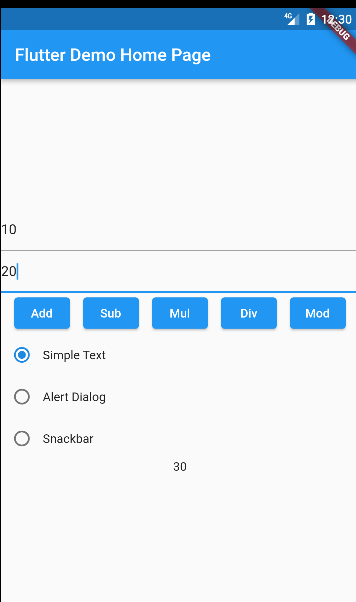 4G 12:30
DEBUG
Flutter Demo Home Page
10
20
Add Sub Mul Div Mod
Simple Text
Alert Dialog
Snackbar
30